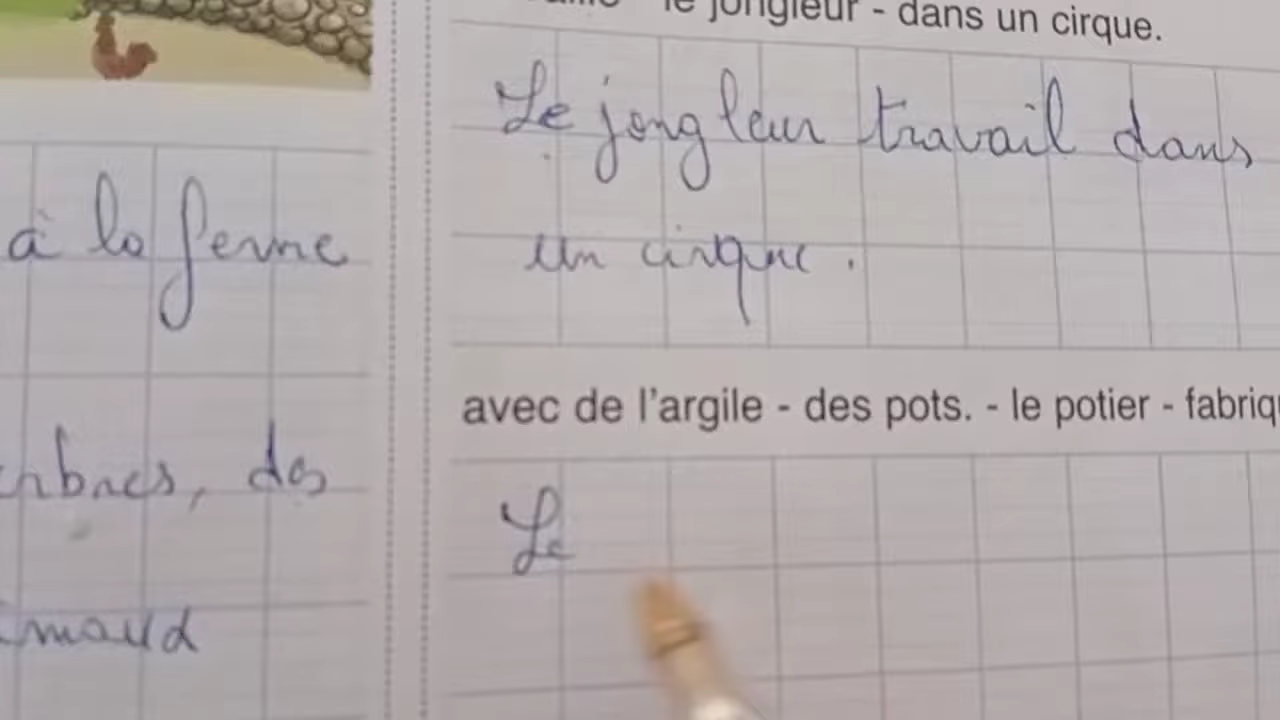 le jongleur - dans un cirque.
Le jongleur travail dans
un cirque.
à la ferme
avec de l'argile - des pots. - le potier - fabriq
arbres, des
Le